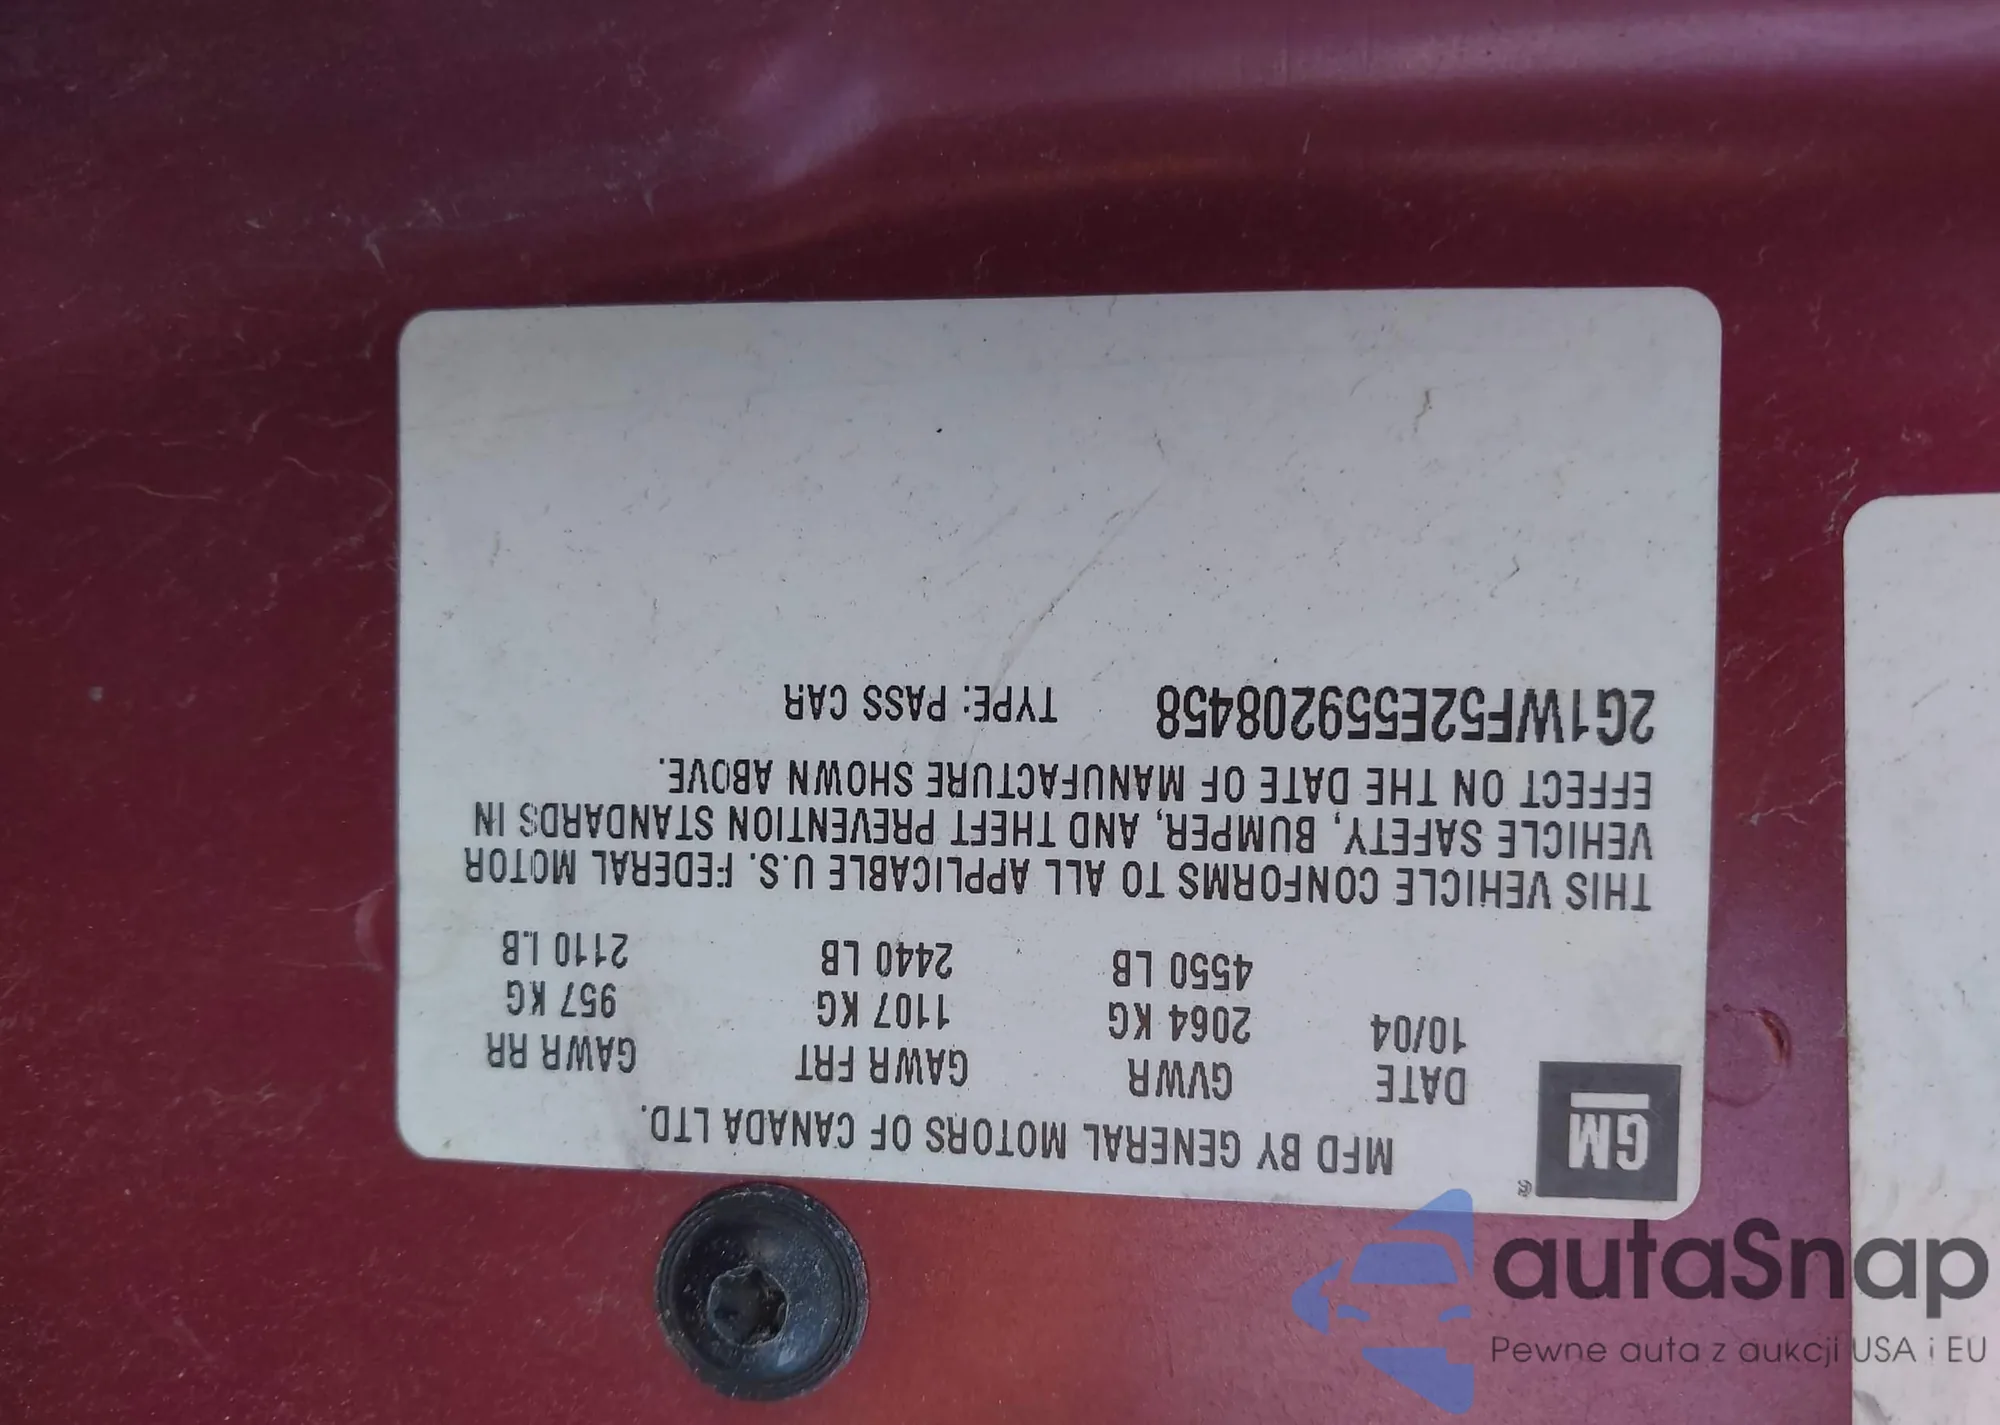 GM
®
MFD BY GENERAL MOTORS OF CANADA LTD.
DATE GVWR GAWR FRT GAWR RR
10/04 2064 KG 1107 KG 957 KG
4550 LB 2440 LB 2110 LB
THIS VEHICLE CONFORMS TO ALL APPLICABLE U.S. FEDERAL MOTOR
VEHICLE SAFETY, BUMPER, AND THEFT PREVENTION STANDARDS IN
EFFECT ON THE DATE OF MANUFACTURE SHOWN ABOVE.
2G1WF52E559208458 TYPE: PASS CAR
autaSnap
Pewne auta z aukcji USA i EU